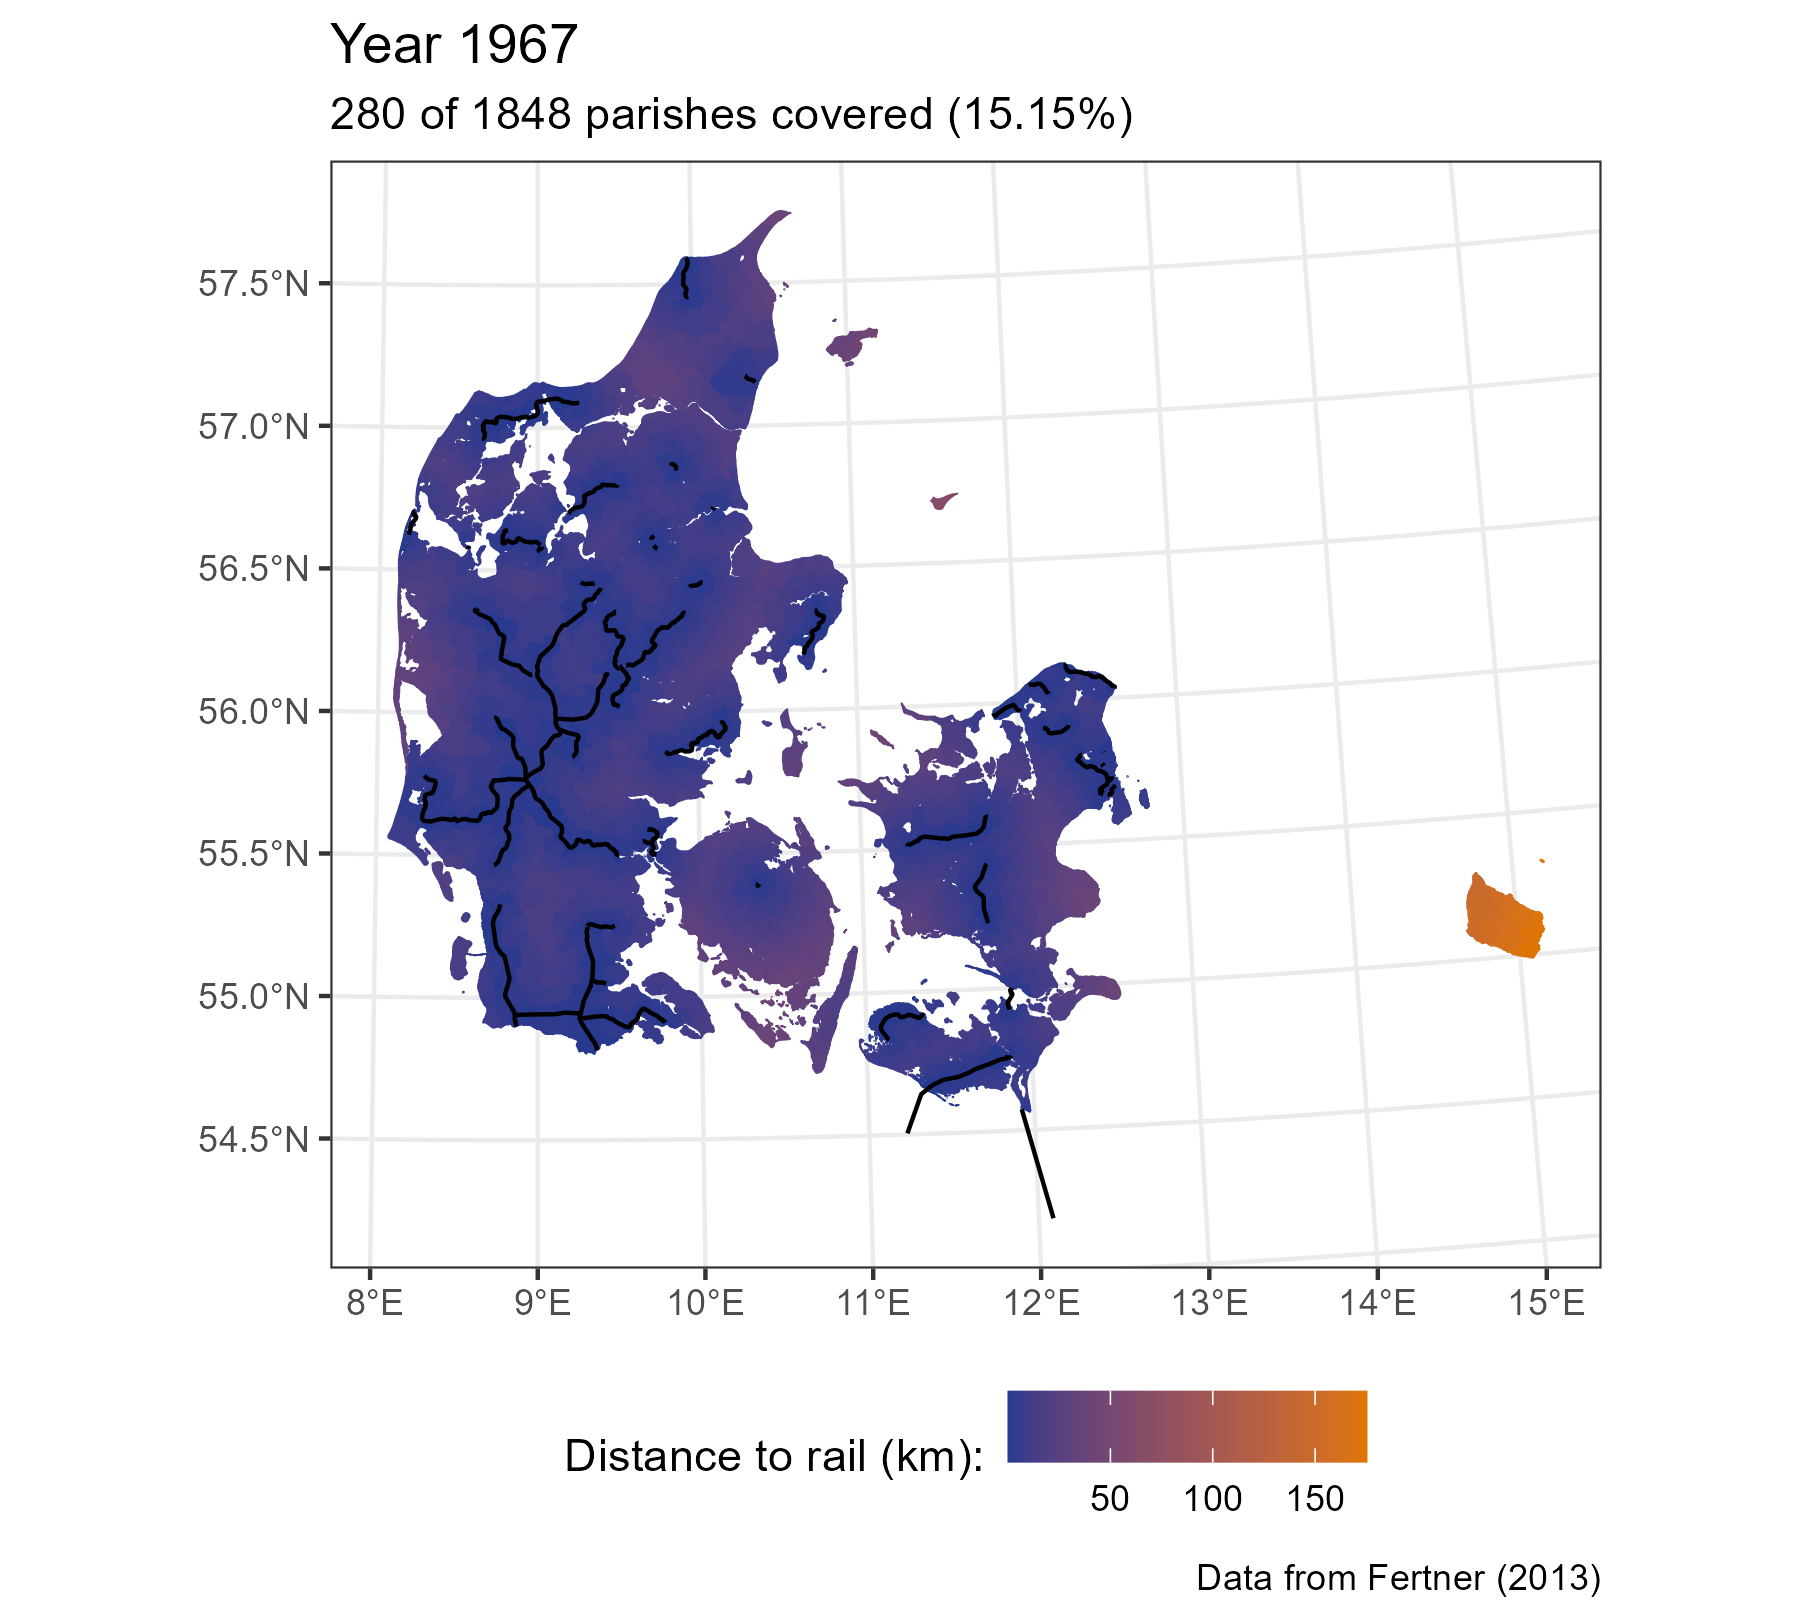 Year 1967
280 of 1848 parishes covered (15.15%)
57.5°N
57.0°N
56.5°N
56.0°N
55.5°N
55.0°N
54.5°N
8°E 9°E 10°E 11°E 12°E 13°E 14°E 15°E
Distance to rail (km):
50 100 150
Data from Fertner (2013)